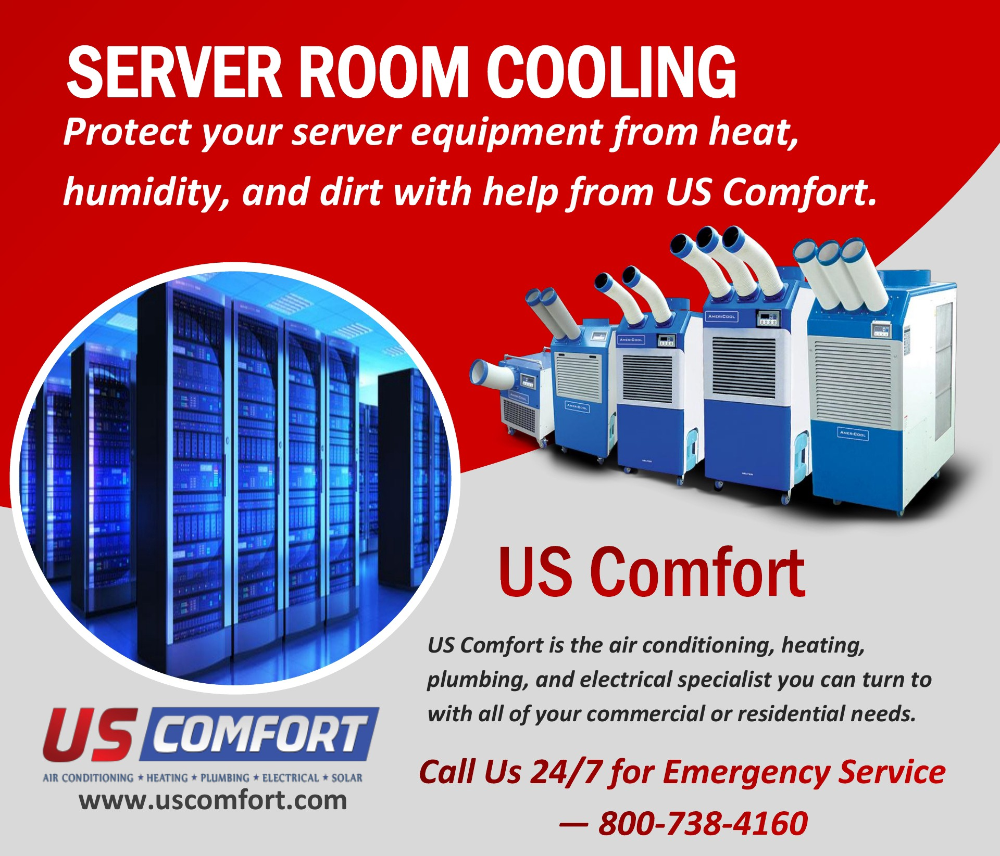 SERVER ROOM COOLING
Protect your server equipment from heat,
humidity, and dirt with help from US Comfort.
AMERICOOL
AMERICOOL
AMERICOOL
AMERICOOL
AMERICOOL
WELTEM
WELTEM
US Comfort
US Comfort is the air conditioning, heating,
plumbing, and electrical specialist you can turn to
with all of your commercial or residential needs.
US COMFORT
AIR CONDITIONING ★ HEATING ★ PLUMBING ★ ELECTRICAL ★ SOLAR
www.uscomfort.com
Call Us 24/7 for Emergency Service
— 800-738-4160